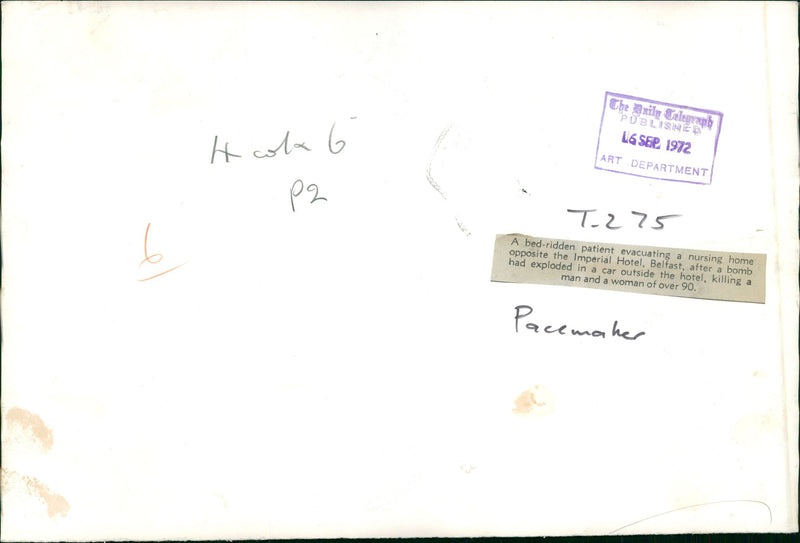 The Daily Telegraph
PUBLISHED
16 SEP. 1972
ART DEPARTMENT
6
P2
6
T-275
A bed-ridden patient evacuating a nursing home
opposite the Imperial Hotel, Belfast, after a bomb
had exploded in a car outside the hotel, killing a
man and a woman of over 90.
Pacemaker